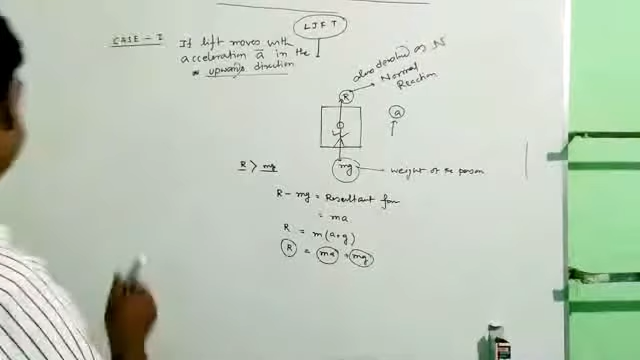 LIFT
CASE-I If lift moves with
acceleration a in the
upwards direction
also denoted as N
R → Normal
Reaction
a
mg → weight of the person
R > mg
R - mg = Resultant for
= ma
R = m(a+g)
R = ma + mg